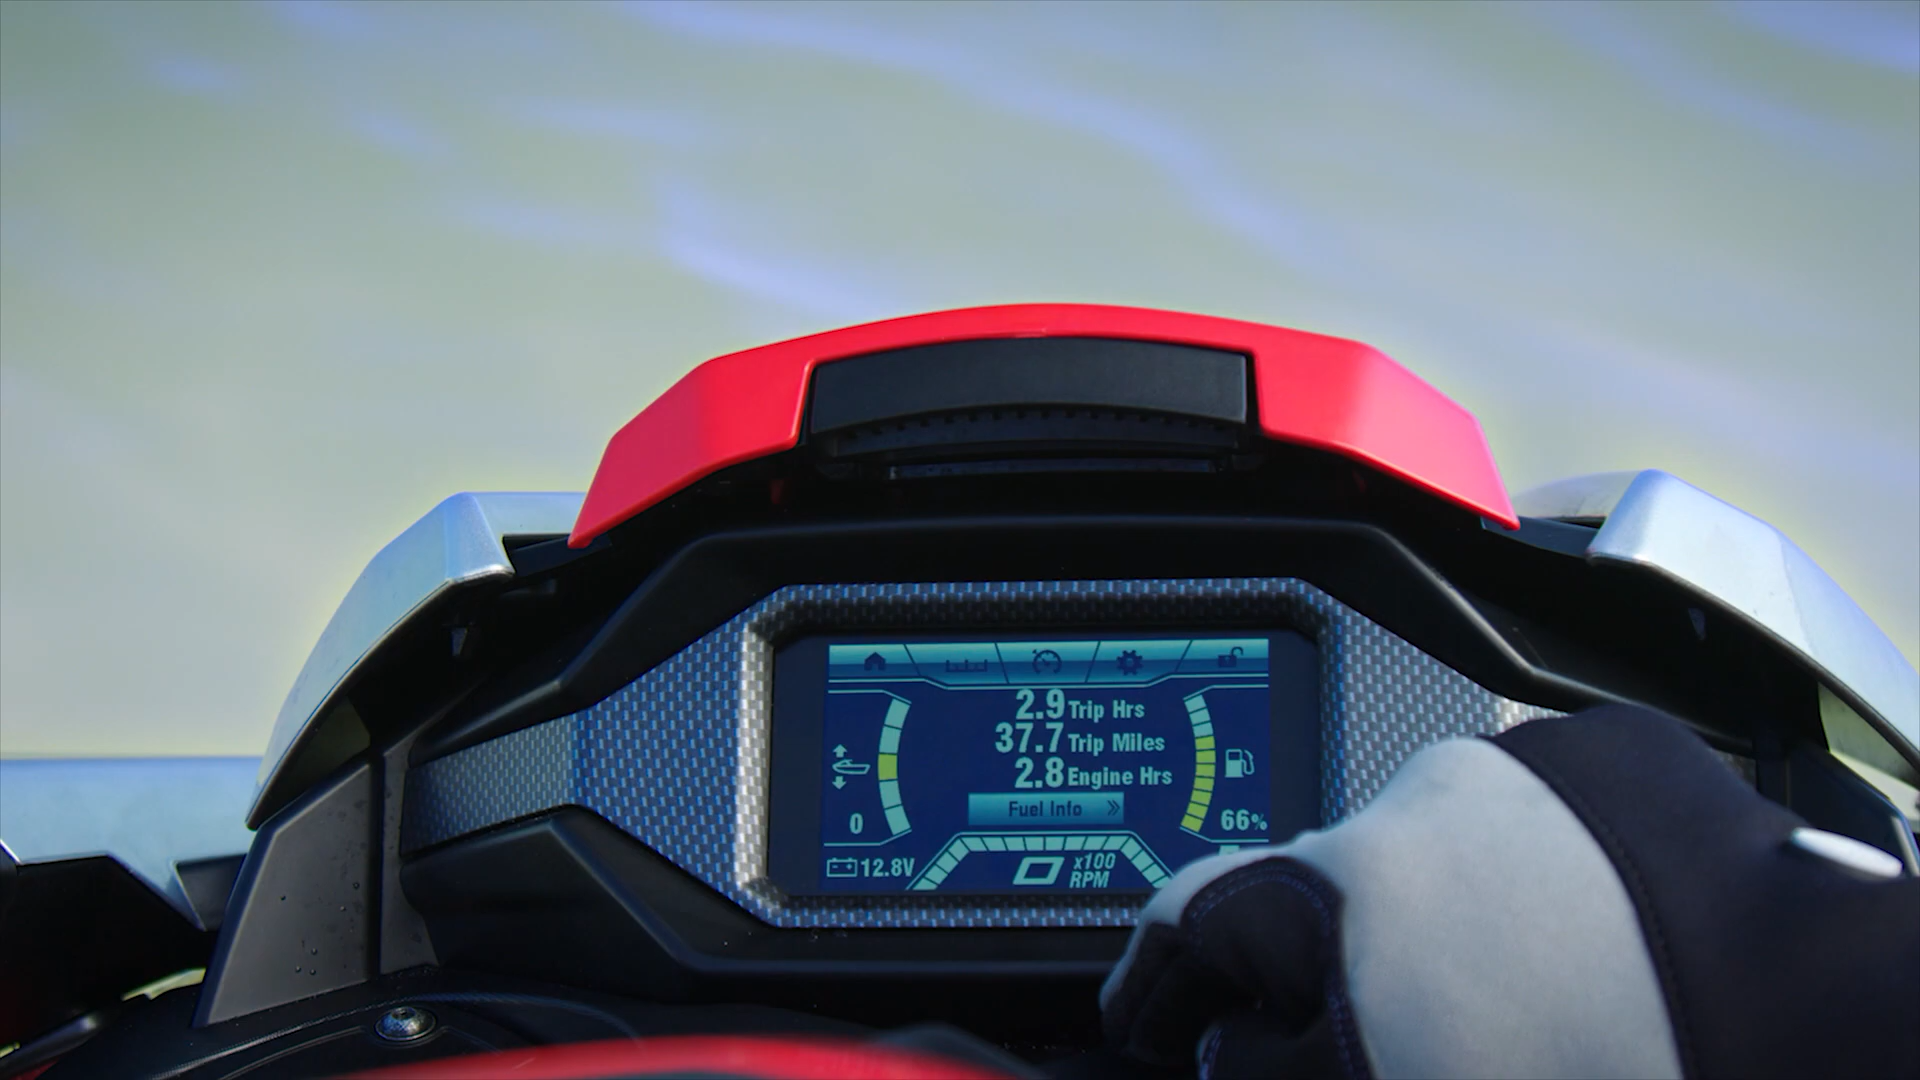 2.9 Trip Hrs
37.7 Trip Miles
2.8 Engine Hrs
Fuel Info »
0
66%
12.8V
0 x100
RPM